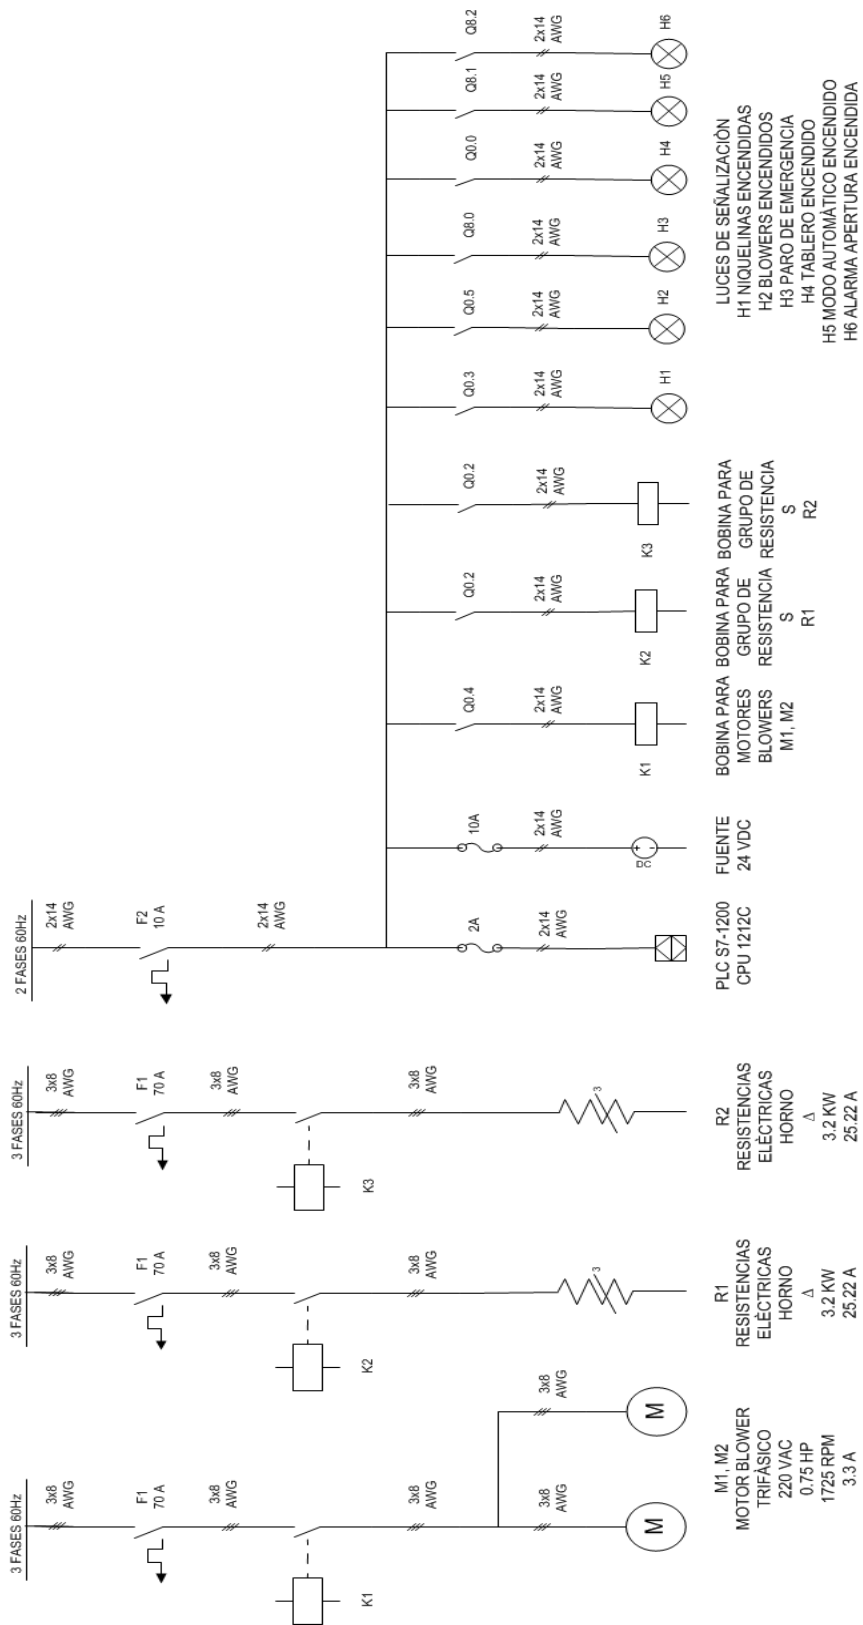 3 FASES 60Hz
3x8
AWG
F1
70 A
3x8
AWG
K1
3x8
AWG
3x8
AWG
3x8
AWG
M
M
M1, M2
MOTOR BLOWER
TRIFÀSICO
220 VAC
0.75 HP
1725 RPM
3.3 A
3 FASES 60Hz
3x8
AWG
F1
70 A
3x8
AWG
K2
3x8
AWG
3
R1
RESISTENCIAS
ELÈCTRICAS
HORNO
Δ
3.2 KW
25.22 A
3 FASES 60Hz
3x8
AWG
F1
70 A
3x8
AWG
K3
3x8
AWG
3
R2
RESISTENCIAS
ELÈCTRICAS
HORNO
Δ
3.2 KW
25.22 A
2 FASES 60Hz
2x14
AWG
F2
10 A
2x14
AWG
2A
2x14
AWG
PLC S7-1200
CPU 1212C
10A
2x14
AWG
+
-
DC
FUENTE
24 VDC
Q0.4
2x14
AWG
K1
BOBINA PARA
MOTORES
BLOWERS
M1, M2
Q0.2
2x14
AWG
K2
BOBINA PARA
GRUPO DE
RESISTENCIA
S
R1
Q0.2
2x14
AWG
K3
BOBINA PARA
GRUPO DE
RESISTENCIA
S
R2
Q0.3
2x14
AWG
H1
Q0.5
2x14
AWG
H2
Q8.0
2x14
AWG
H3
Q0.0
2x14
AWG
H4
Q8.1
2x14
AWG
H5
Q8.2
2x14
AWG
H6
LUCES DE SEÑALIZACIÒN
H1 NIQUELINAS ENCENDIDAS
H2 BLOWERS ENCENDIDOS
H3 PARO DE EMERGENCIA
H4 TABLERO ENCENDIDO
H5 MODO AUTOMÀTICO ENCENDIDO
H6 ALARMA APERTURA ENCENDIDA